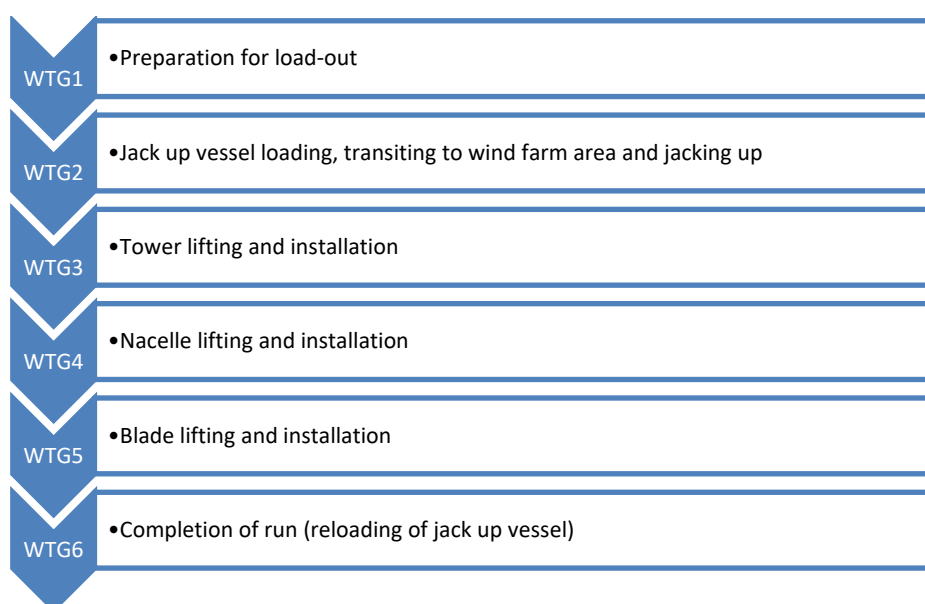 WTG1
•Preparation for load-out
WTG2
•Jack up vessel loading, transiting to wind farm area and jacking up
WTG3
•Tower lifting and installation
WTG4
•Nacelle lifting and installation
WTG5
•Blade lifting and installation
WTG6
•Completion of run (reloading of jack up vessel)